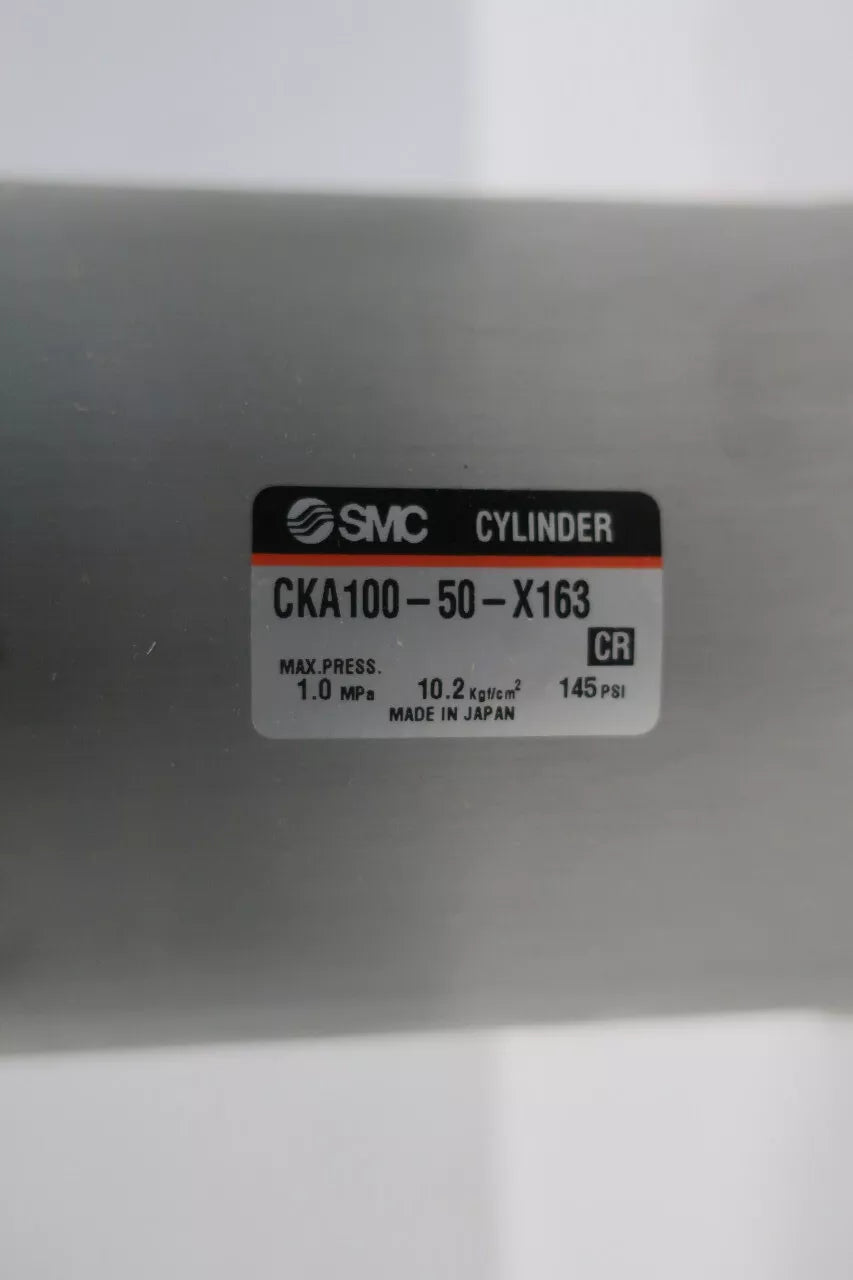 SMC CYLINDER
CKA100-50-X163
CR
MAX.PRESS.
1.0 MPa 10.2 Kgf/cm² 145 PSI
MADE IN JAPAN